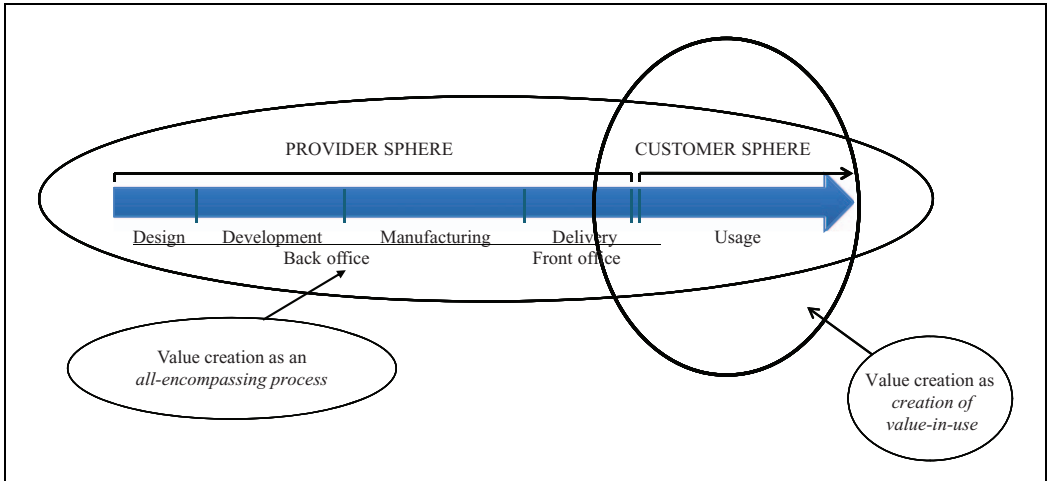 PROVIDER SPHERE CUSTOMER SPHERE
Design Development Manufacturing Delivery Usage
Back office Front office
Value creation as an
all-encompassing process
Value creation as
creation of
value-in-use